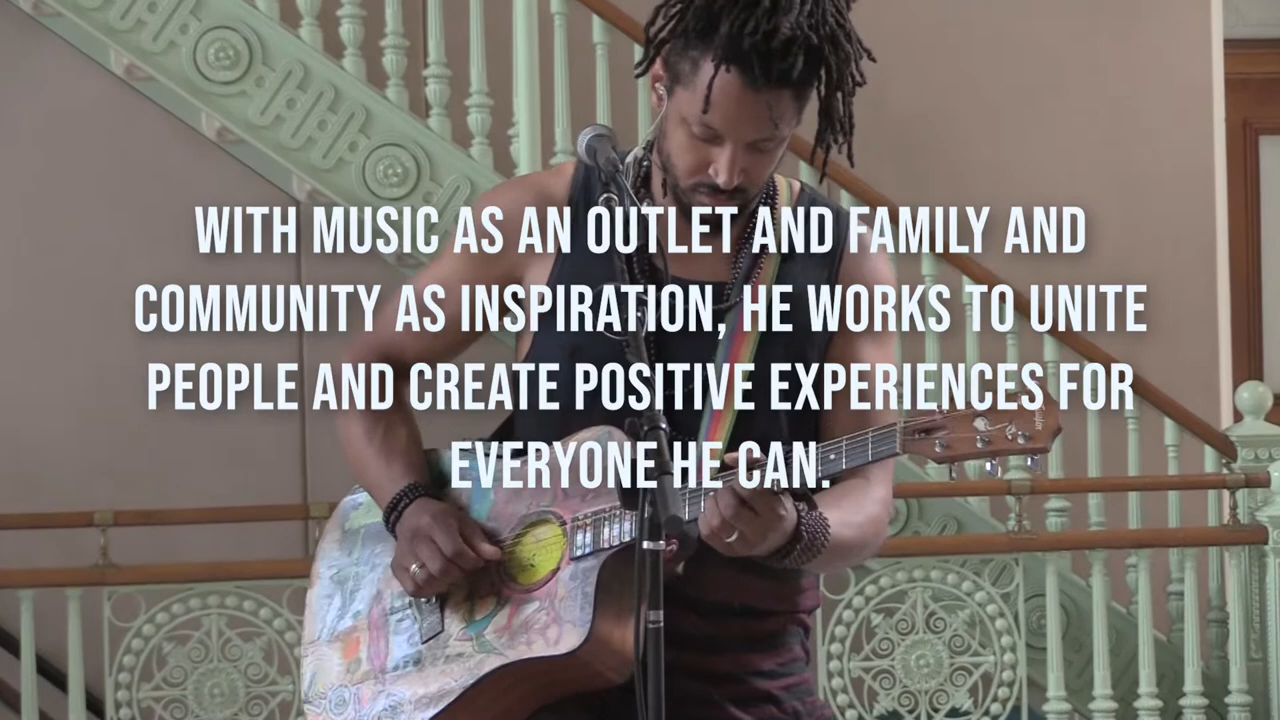 WITH MUSIC AS AN OUTLET AND FAMILY AND
COMMUNITY AS INSPIRATION, HE WORKS TO UNITE
PEOPLE AND CREATE POSITIVE EXPERIENCES FOR
EVERYONE HE CAN.
Taylor